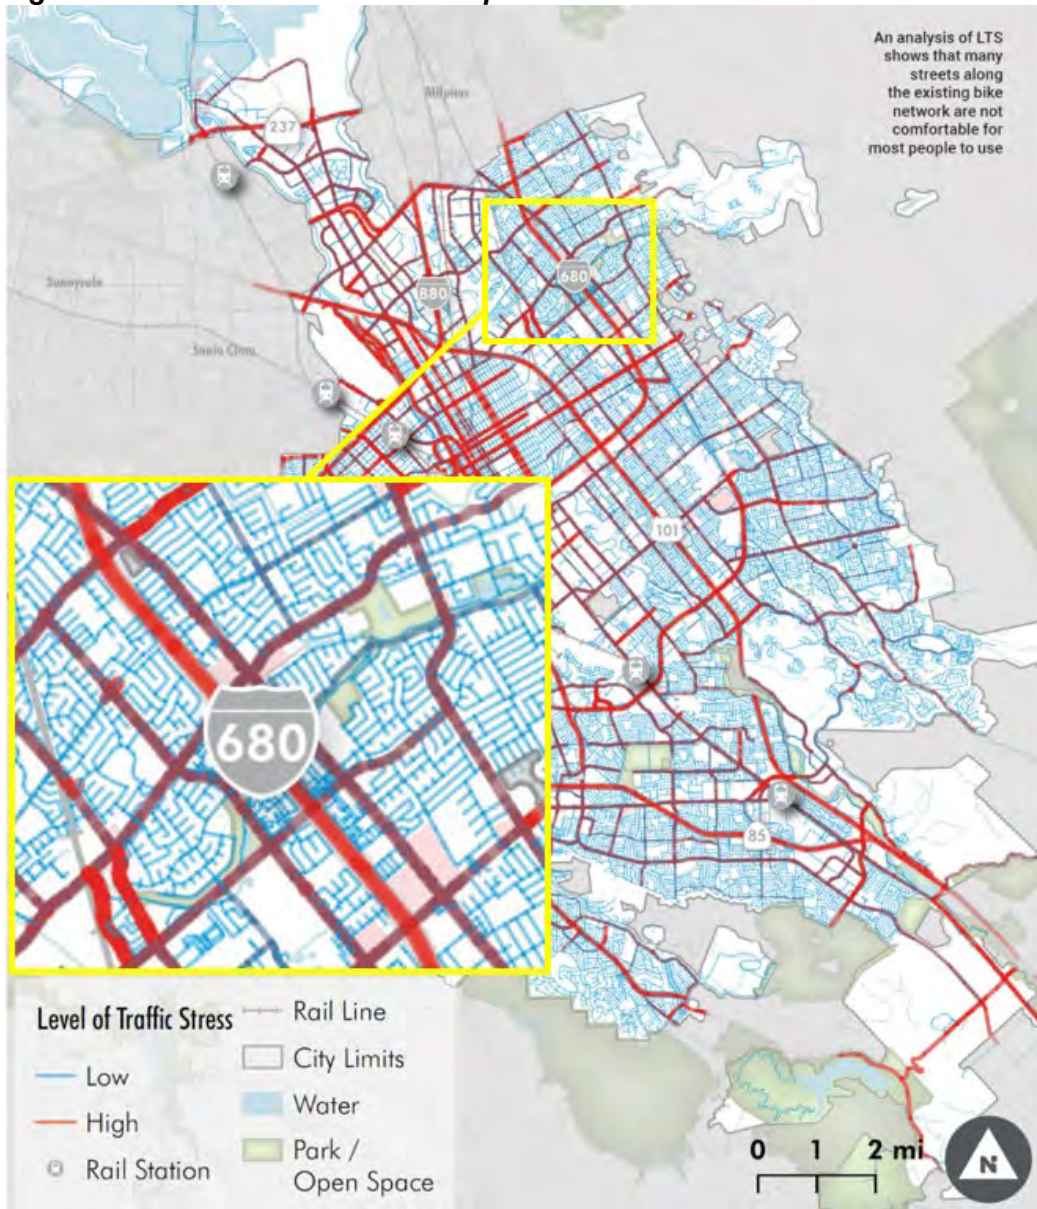 An analysis of LTS
shows that many
streets along
the existing bike
network are not
comfortable for
most people to use
Milpitas
237
680
880
Sunnyvale
Santa Clara
101
680
85
Level of Traffic Stress
Low
High
Rail Station
Rail Line
City Limits
Water
Park /
Open Space
0 1 2 mi
N